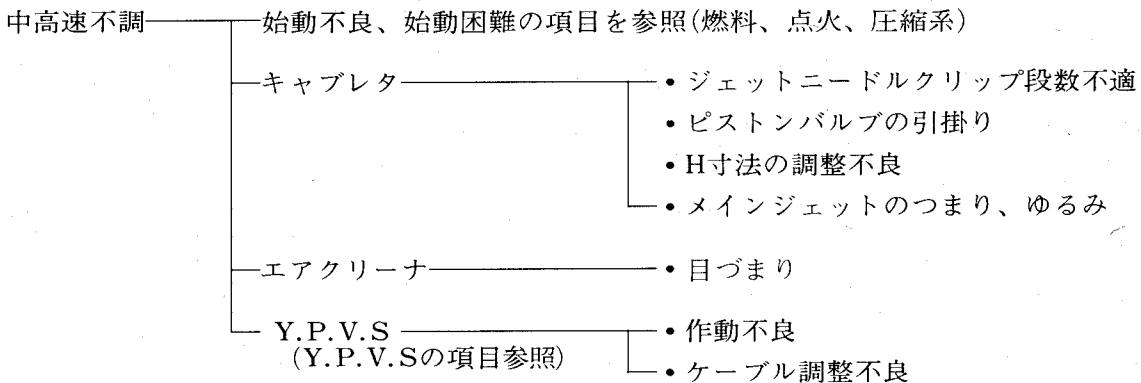 中高速不調 始動不良、始動困難の項目を参照(燃料、点火、圧縮系)
キャブレタ • ジェットニードルクリップ段数不適
• ピストンバルブの引掛り
• H寸法の調整不良
• メインジェットのつまり、ゆるみ
エアクリーナ • 目づまり
Y.P.V.S • 作動不良
(Y.P.V.Sの項目参照)
• ケーブル調整不良